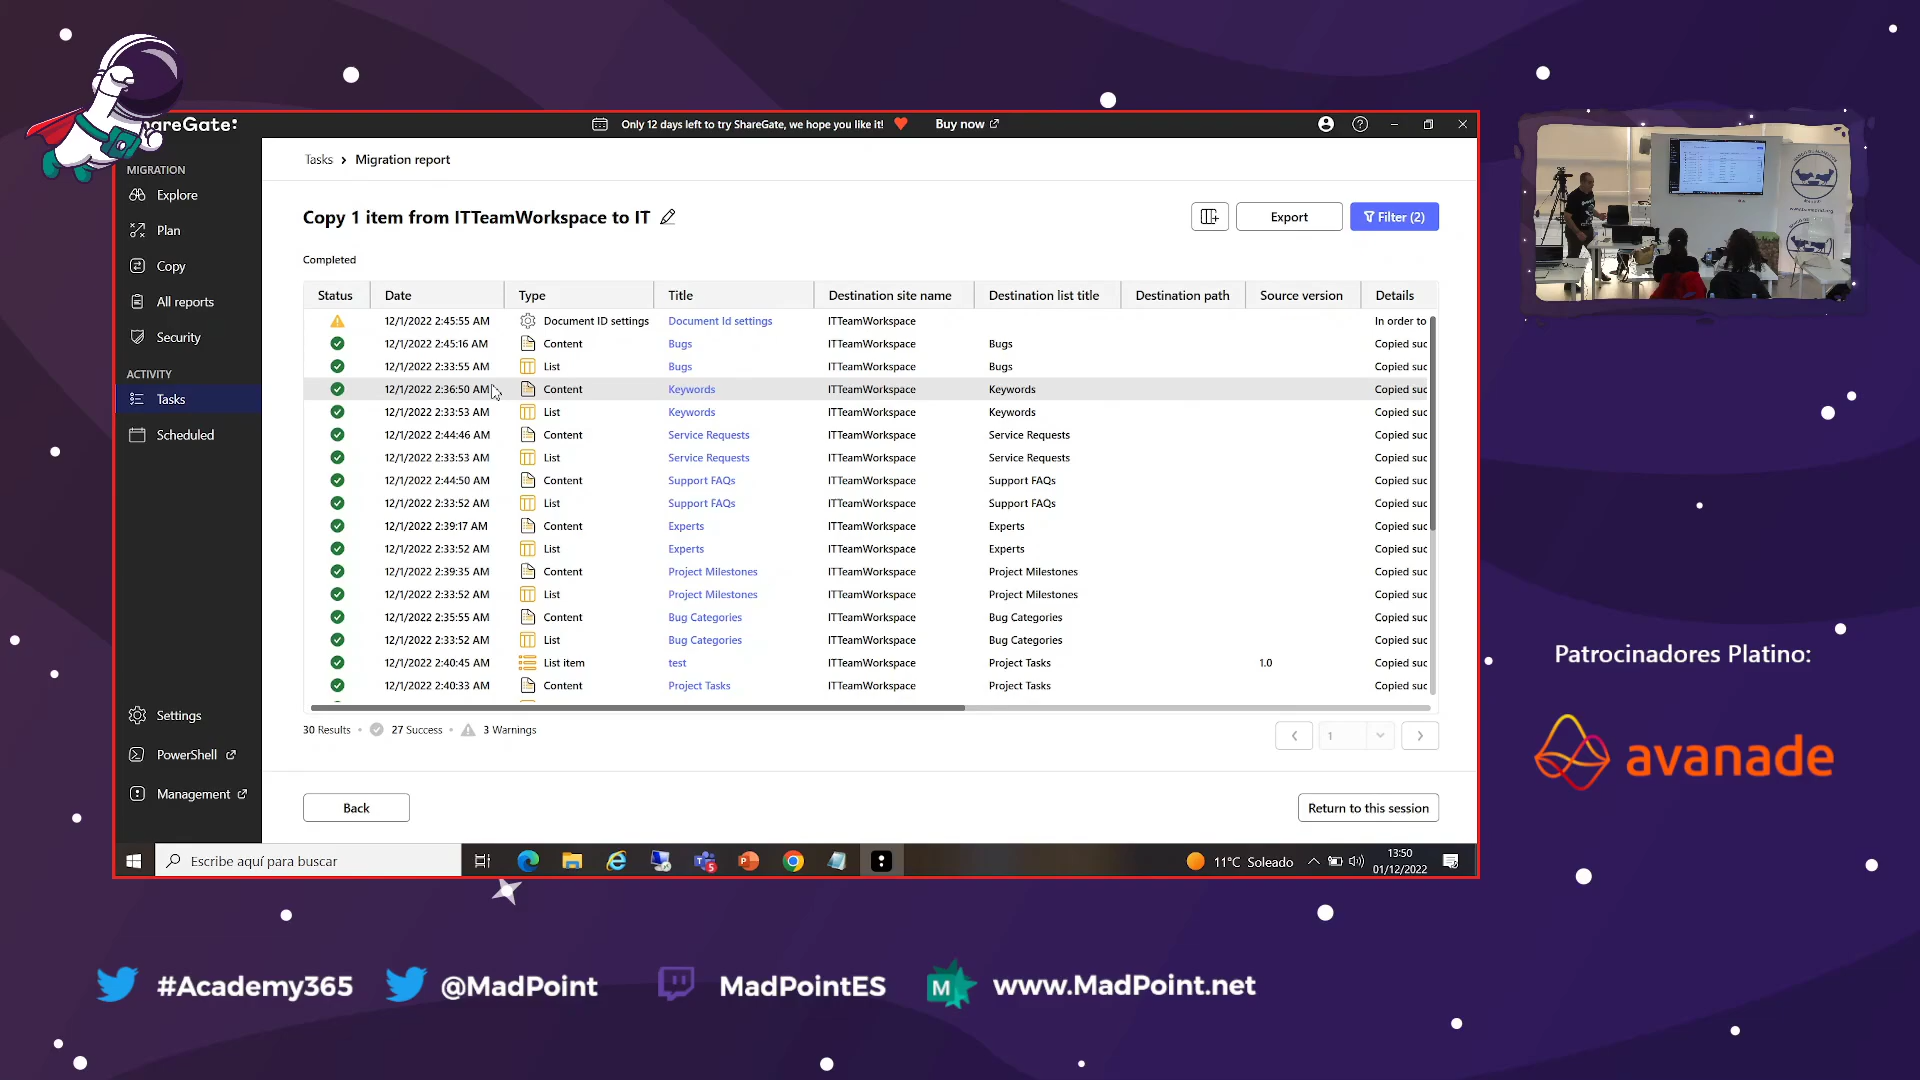 hareGate:
Only 12 days left to try ShareGate, we hope you like it!
Buy now
MIGRATION
Explore
Plan
Copy
All reports
Security
ACTIVITY
Tasks
Scheduled
Settings
PowerShell
Management
Tasks > Migration report
Copy 1 item from ITTeamWorkspace to IT
Export
Filter (2)
Completed
Status Date Type Title Destination site name Destination list title Destination path Source version Details
12/1/2022 2:45:55 AM Document ID settings Document Id settings ITTeamWorkspace In order to
12/1/2022 2:45:16 AM Content Bugs ITTeamWorkspace Bugs Copied suc
12/1/2022 2:33:55 AM List Bugs ITTeamWorkspace Bugs Copied suc
12/1/2022 2:36:50 AM Content Keywords ITTeamWorkspace Keywords Copied suc
12/1/2022 2:33:53 AM List Keywords ITTeamWorkspace Keywords Copied suc
12/1/2022 2:44:46 AM Content Service Requests ITTeamWorkspace Service Requests Copied suc
12/1/2022 2:33:53 AM List Service Requests ITTeamWorkspace Service Requests Copied suc
12/1/2022 2:44:50 AM Content Support FAQs ITTeamWorkspace Support FAQs Copied suc
12/1/2022 2:33:52 AM List Support FAQs ITTeamWorkspace Support FAQs Copied suc
12/1/2022 2:39:17 AM Content Experts ITTeamWorkspace Experts Copied suc
12/1/2022 2:33:52 AM List Experts ITTeamWorkspace Experts Copied suc
12/1/2022 2:39:35 AM Content Project Milestones ITTeamWorkspace Project Milestones Copied suc
12/1/2022 2:33:52 AM List Project Milestones ITTeamWorkspace Project Milestones Copied suc
12/1/2022 2:35:55 AM Content Bug Categories ITTeamWorkspace Bug Categories Copied suc
12/1/2022 2:33:52 AM List Bug Categories ITTeamWorkspace Bug Categories Copied suc
12/1/2022 2:40:45 AM List item test ITTeamWorkspace Project Tasks 1.0 Copied suc
12/1/2022 2:40:33 AM Content Project Tasks ITTeamWorkspace Project Tasks Copied suc
30 Results • 27 Success • 3 Warnings
1
Back
Return to this session
Escribe aquí para buscar
5
11°C Soleado
13:50
01/12/2022
Patrocinadores Platino:
avanade
#Academy365
@MadPoint
MadPointES
M
www.MadPoint.net